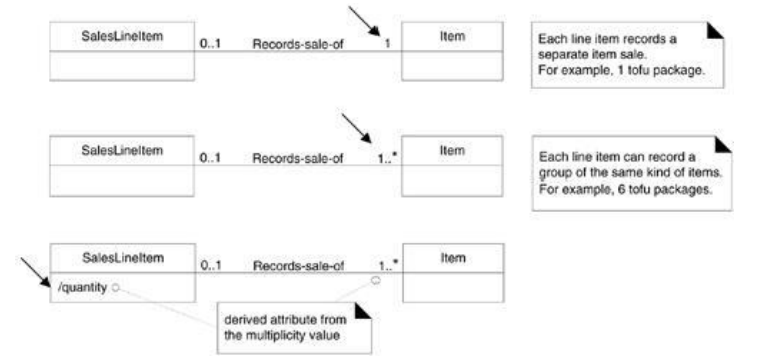 SalesLineItem
0..1 Records-sale-of 1
Item
Each line item records a
separate item sale.
For example, 1 tofu package.
SalesLineItem
0..1 Records-sale-of 1..*
Item
Each line item can record a
group of the same kind of items.
For example, 6 tofu packages.
SalesLineItem
0..1 Records-sale-of 1..*
Item
/quantity
derived attribute from
the multiplicity value